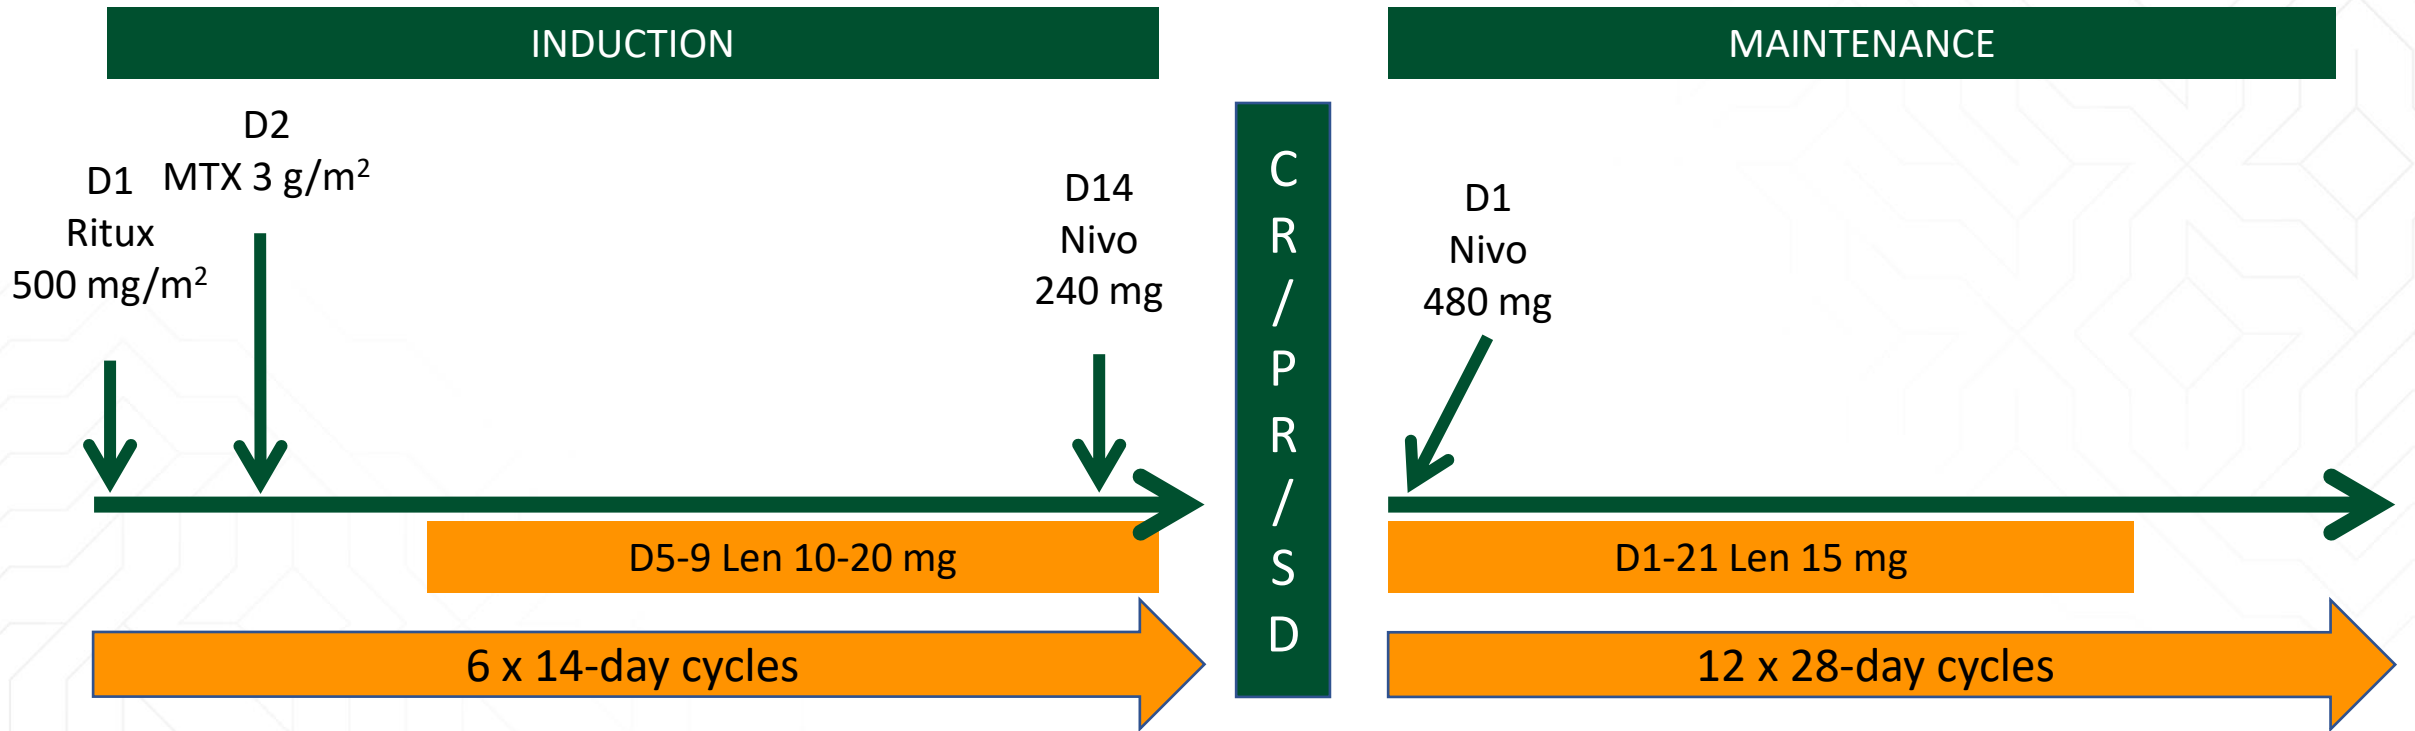 INDUCTION
MAINTENANCE
D1
Ritux
500 mg/m²
D2
MTX 3 g/m²
D14
Nivo
240 mg
C
R
/
P
R
/
S
D
D1
Nivo
480 mg
D5-9 Len 10-20 mg
D1-21 Len 15 mg
6 x 14-day cycles
12 x 28-day cycles